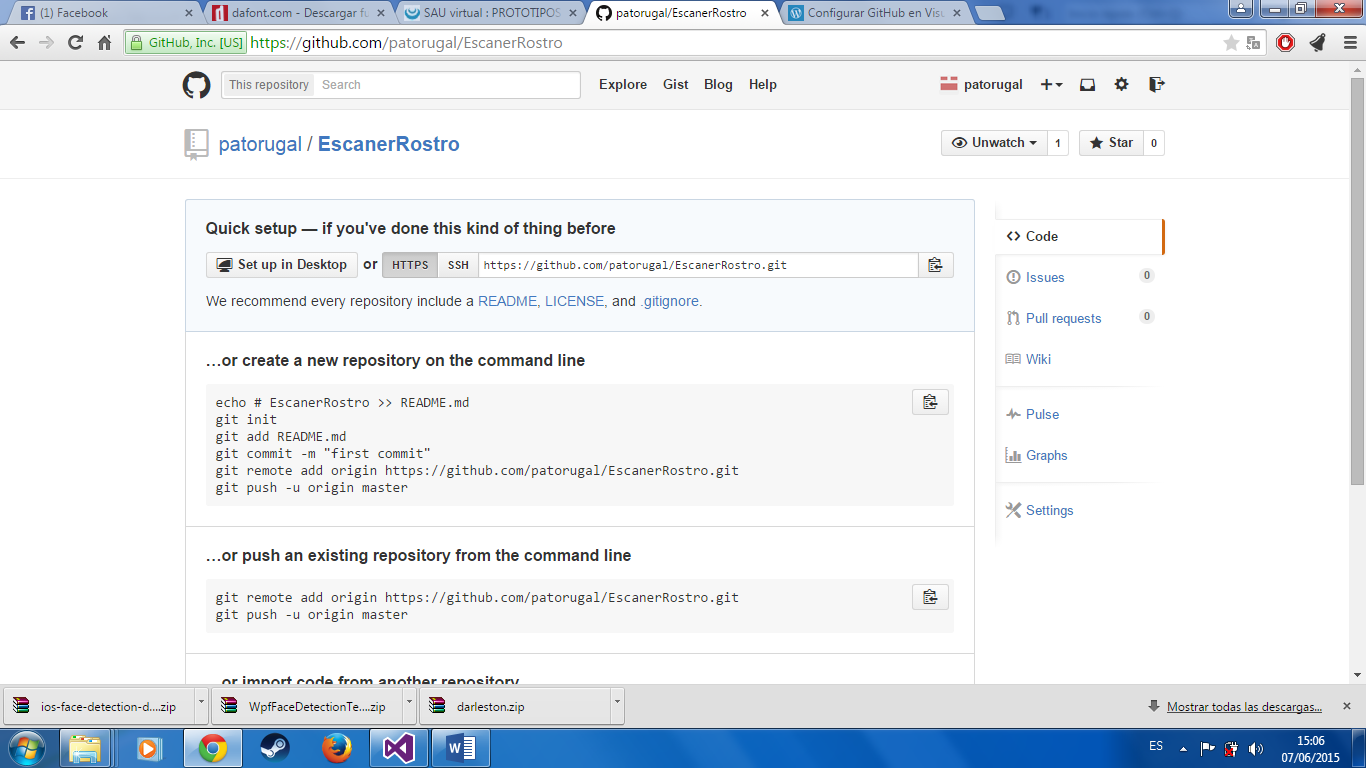 (1) Facebook
dafont.com - Descargar fu
SAU virtual : PROTOTIPOS
patorugal/EscanerRostro
Configurar GitHub en Visu
GitHub, Inc. [US] https://github.com/patorugal/EscanerRostro
This repository Search Explore Gist Blog Help patorugal
patorugal / EscanerRostro
Unwatch 1 Star 0
Quick setup — if you've done this kind of thing before
Set up in Desktop or HTTPS SSH https://github.com/patorugal/EscanerRostro.git
We recommend every repository include a README, LICENSE, and .gitignore.
…or create a new repository on the command line
echo # EscanerRostro >> README.md
git init
git add README.md
git commit -m "first commit"
git remote add origin https://github.com/patorugal/EscanerRostro.git
git push -u origin master
…or push an existing repository from the command line
git remote add origin https://github.com/patorugal/EscanerRostro.git
git push -u origin master
…or import code from another repository
Code
Issues 0
Pull requests 0
Wiki
Pulse
Graphs
Settings
ios-face-detection-d....zip
WpfFaceDetectionTe....zip
darleston.zip
Mostrar todas las descargas...
ES
15:06
07/06/2015